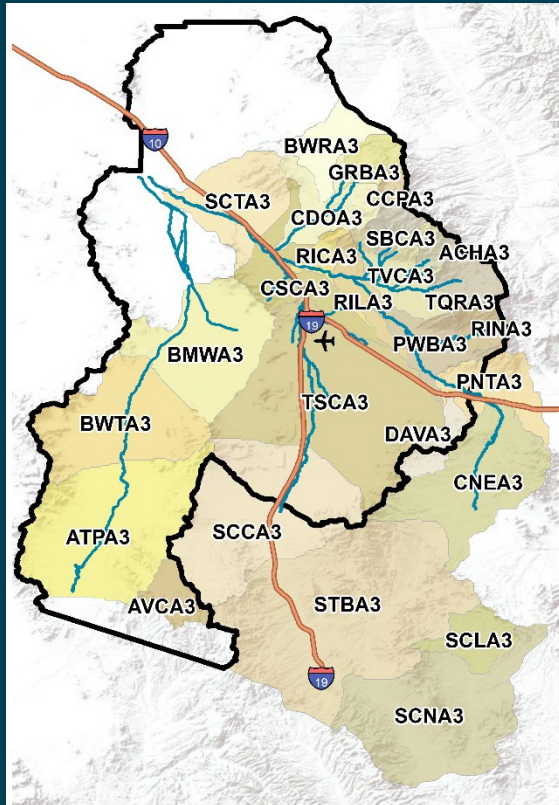 10
BWRA3
GRBA3
CCPA3
SCTA3
CDOA3
SBCA3
RICA3
ACHA3
TVCA3
CSCA3
RILA3
TQRA3
19
RINA3
PWBA3
BMWA3
PNTA3
TSCA3
BWTA3
DAVA3
CNEA3
SCCA3
ATPA3
AVCA3
STBA3
SCLA3
19
SCNA3